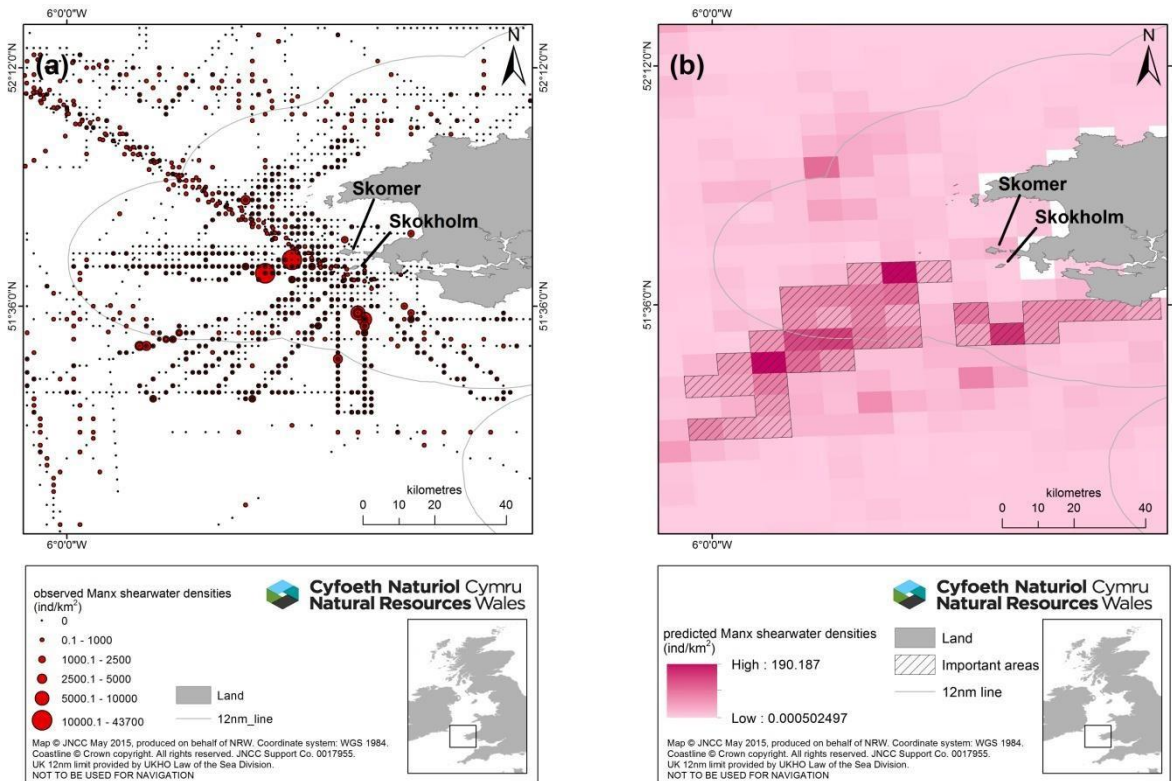 6°0'0"W
(a)
N
52°12'0"N
52°12'0"N
Skomer
Skokholm
51°36'0"N
51°36'0"N
kilometres
0 10 20 40
6°0'0"W
observed Manx shearwater densities
(ind/km²)
0
0.1 - 1000
1000.1 - 2500
2500.1 - 5000
5000.1 - 10000
10000.1 - 43700
Land
12nm_line
Cyfoeth Naturiol Cymru
Natural Resources Wales
Map © JNCC May 2015, produced on behalf of NRW. Coordinate system: WGS 1984.
Coastline © Crown copyright. All rights reserved. JNCC Support Co. 0017955.
UK 12nm limit provided by UKHO Law of the Sea Division.
NOT TO BE USED FOR NAVIGATION
6°0'0"W
(b)
N
52°12'0"N
52°12'0"N
Skomer
Skokholm
51°36'0"N
51°36'0"N
kilometres
0 10 20 40
6°0'0"W
Cyfoeth Naturiol Cymru
Natural Resources Wales
predicted Manx shearwater densities
(ind/km²)
High : 190.187
Low : 0.000502497
Land
Important areas
12nm line
Map © JNCC May 2015, produced on behalf of NRW. Coordinate system: WGS 1984.
Coastline © Crown copyright. All rights reserved. JNCC Support Co. 0017955.
UK 12nm limit provided by UKHO Law of the Sea Division.
NOT TO BE USED FOR NAVIGATION